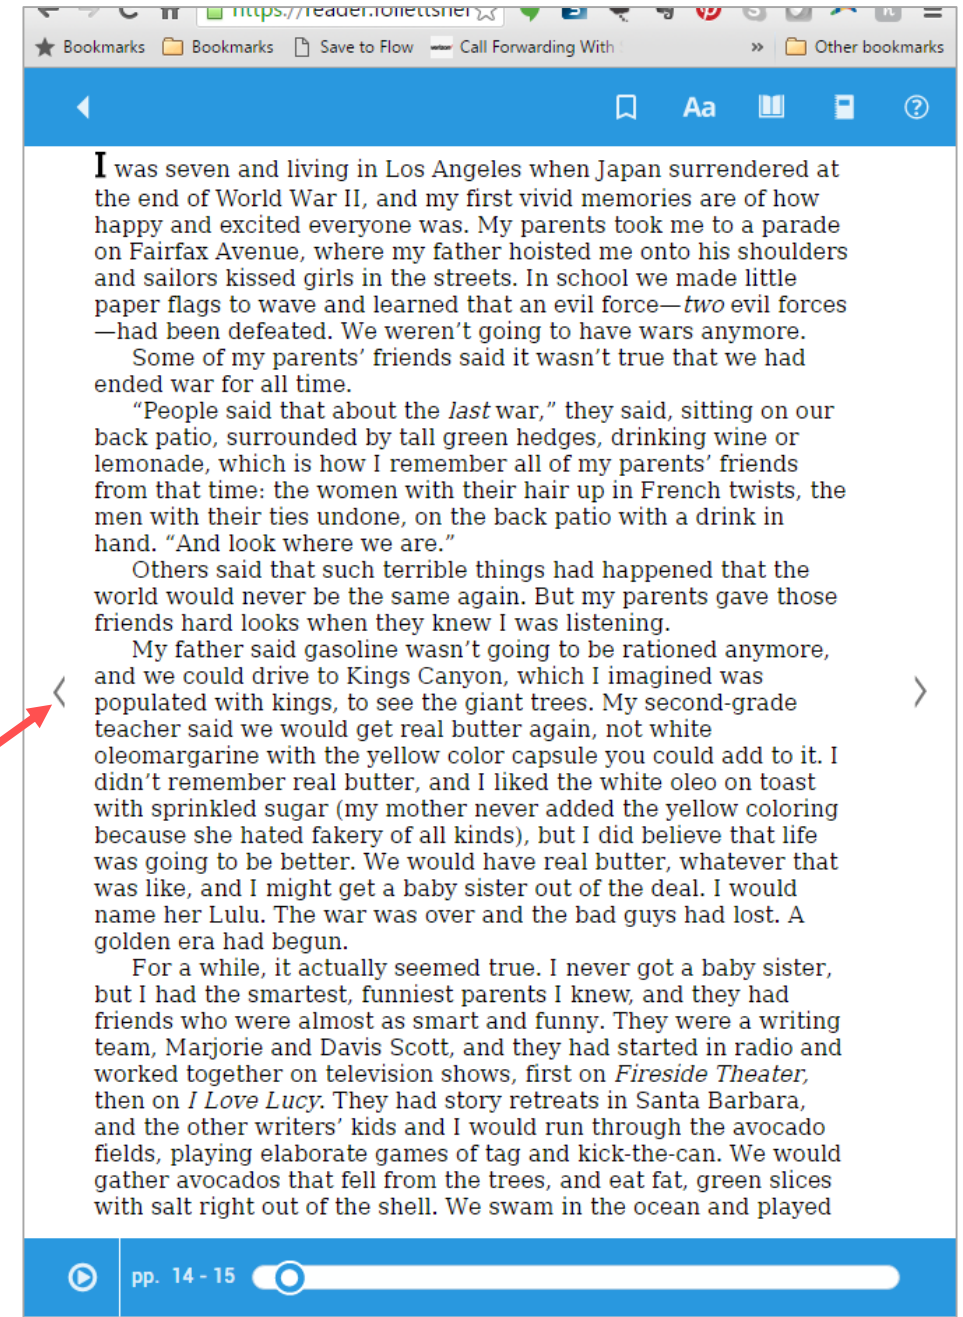 https://reader.follettshel
Bookmarks Bookmarks Save to Flow Call Forwarding With » Other bookmarks
Aa
I was seven and living in Los Angeles when Japan surrendered at
the end of World War II, and my first vivid memories are of how
happy and excited everyone was. My parents took me to a parade
on Fairfax Avenue, where my father hoisted me onto his shoulders
and sailors kissed girls in the streets. In school we made little
paper flags to wave and learned that an evil force—two evil forces
—had been defeated. We weren’t going to have wars anymore.
Some of my parents’ friends said it wasn’t true that we had
ended war for all time.
“People said that about the last war,” they said, sitting on our
back patio, surrounded by tall green hedges, drinking wine or
lemonade, which is how I remember all of my parents’ friends
from that time: the women with their hair up in French twists, the
men with their ties undone, on the back patio with a drink in
hand. “And look where we are.”
Others said that such terrible things had happened that the
world would never be the same again. But my parents gave those
friends hard looks when they knew I was listening.
My father said gasoline wasn’t going to be rationed anymore,
and we could drive to Kings Canyon, which I imagined was
populated with kings, to see the giant trees. My second-grade
teacher said we would get real butter again, not white
oleomargarine with the yellow color capsule you could add to it. I
didn’t remember real butter, and I liked the white oleo on toast
with sprinkled sugar (my mother never added the yellow coloring
because she hated fakery of all kinds), but I did believe that life
was going to be better. We would have real butter, whatever that
was like, and I might get a baby sister out of the deal. I would
name her Lulu. The war was over and the bad guys had lost. A
golden era had begun.
For a while, it actually seemed true. I never got a baby sister,
but I had the smartest, funniest parents I knew, and they had
friends who were almost as smart and funny. They were a writing
team, Marjorie and Davis Scott, and they had started in radio and
worked together on television shows, first on Fireside Theater,
then on I Love Lucy. They had story retreats in Santa Barbara,
and the other writers’ kids and I would run through the avocado
fields, playing elaborate games of tag and kick-the-can. We would
gather avocados that fell from the trees, and eat fat, green slices
with salt right out of the shell. We swam in the ocean and played
pp. 14 - 15